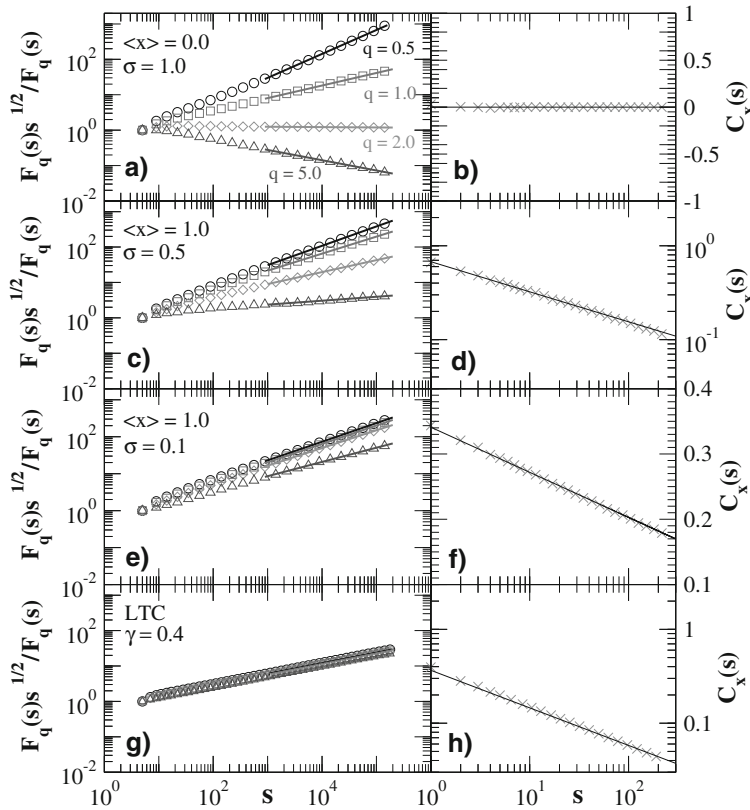 10^2
10^0
10^-2
F_q(s)s^1/2/F_q(s)
<x> = 0.0
σ = 1.0
q = 0.5
q = 1.0
q = 2.0
q = 5.0
a)
1
0.5
0
-0.5
-1
C_x(s)
b)
10^2
10^0
10^-2
F_q(s)s^1/2/F_q(s)
<x> = 1.0
σ = 0.5
c)
10^0
10^-1
C_x(s)
d)
10^2
10^0
10^-2
F_q(s)s^1/2/F_q(s)
<x> = 1.0
σ = 0.1
e)
0.4
0.3
0.2
0.1
C_x(s)
f)
10^2
10^0
10^-2
F_q(s)s^1/2/F_q(s)
LTC
γ = 0.4
g)
1
0.1
C_x(s)
h)
10^0 10^2 s 10^4 10^0 10^1 s 10^2